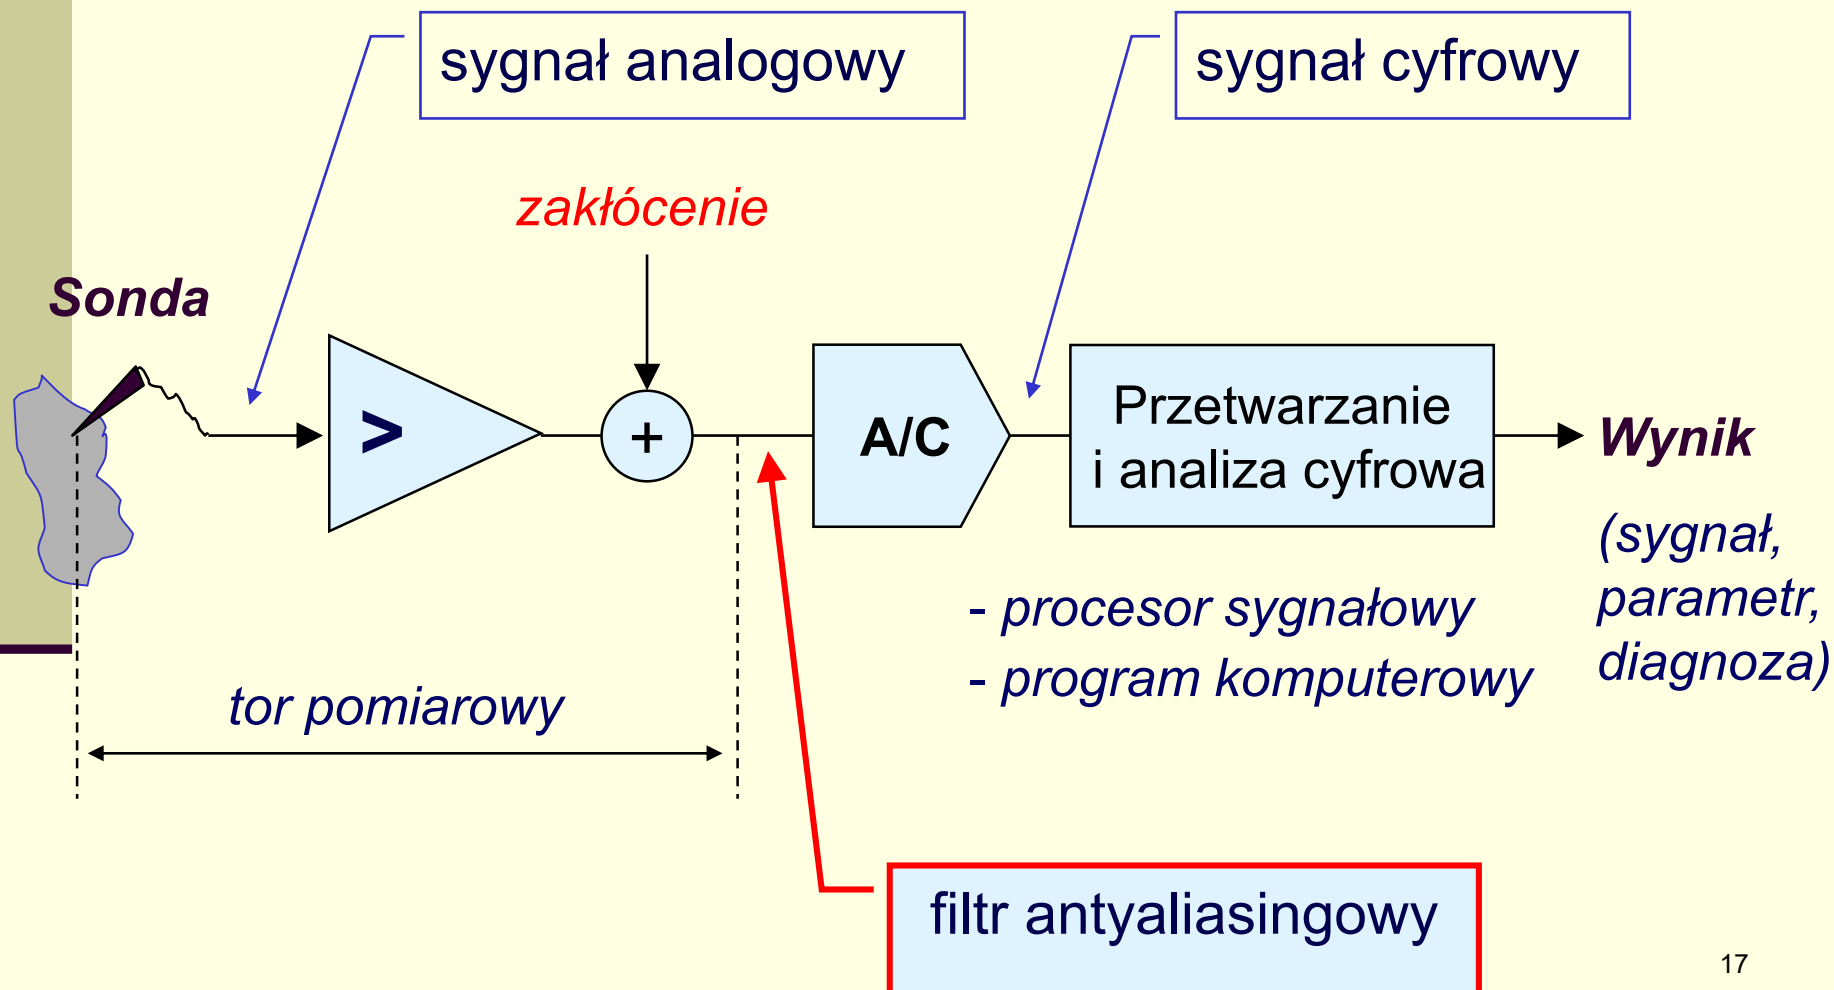 sygnał analogowy
sygnał cyfrowy
zakłócenie
Sonda
>
+
A/C
Przetwarzanie
i analiza cyfrowa
Wynik
(sygnał,
parametr,
diagnoza)
- procesor sygnałowy
- program komputerowy
tor pomiarowy
filtr antyaliasingowy
17